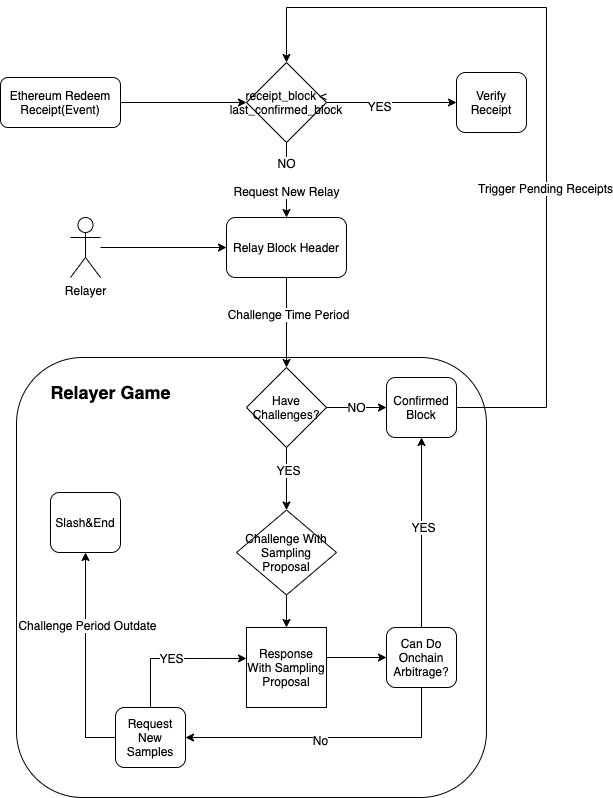 receipt_block <
last_confirmed_block
Ethereum Redeem
Receipt(Event)
YES
Verify
Receipt
NO
Request New Relay
Trigger Pending Receipts
Relay Block Header
Relayer
Challenge Time Period
Relayer Game
Have
Challenges?
NO
Confirmed
Block
YES
Slash&End
Challenge With
Sampling
Proposal
YES
Challenge Period Outdate
YES
Response
With Sampling
Proposal
Can Do
Onchain
Arbitrage?
Request
New
Samples
No